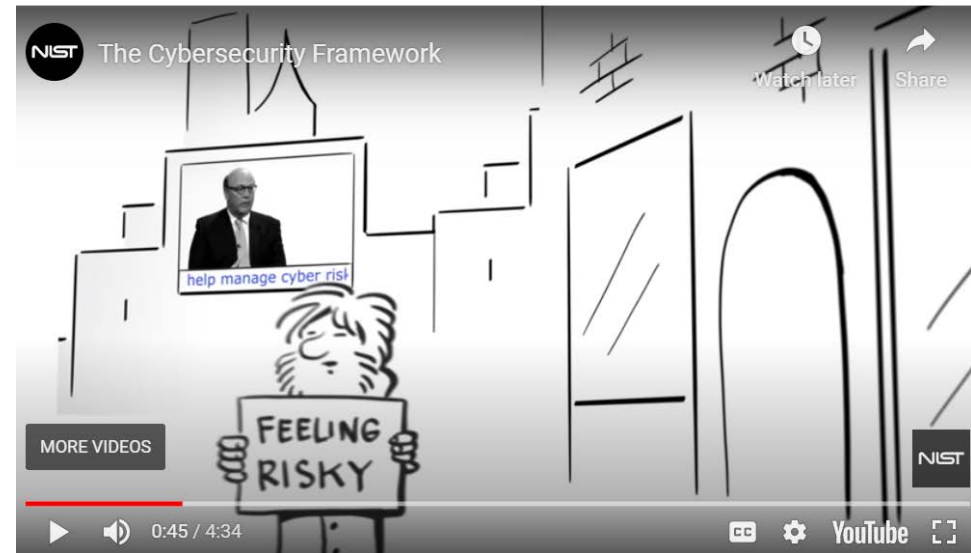 NIST
The Cybersecurity Framework
Watch later
Share
help manage cyber risk
FEELING
RISKY
MORE VIDEOS
NIST
0:45 / 4:34
CC
YouTube